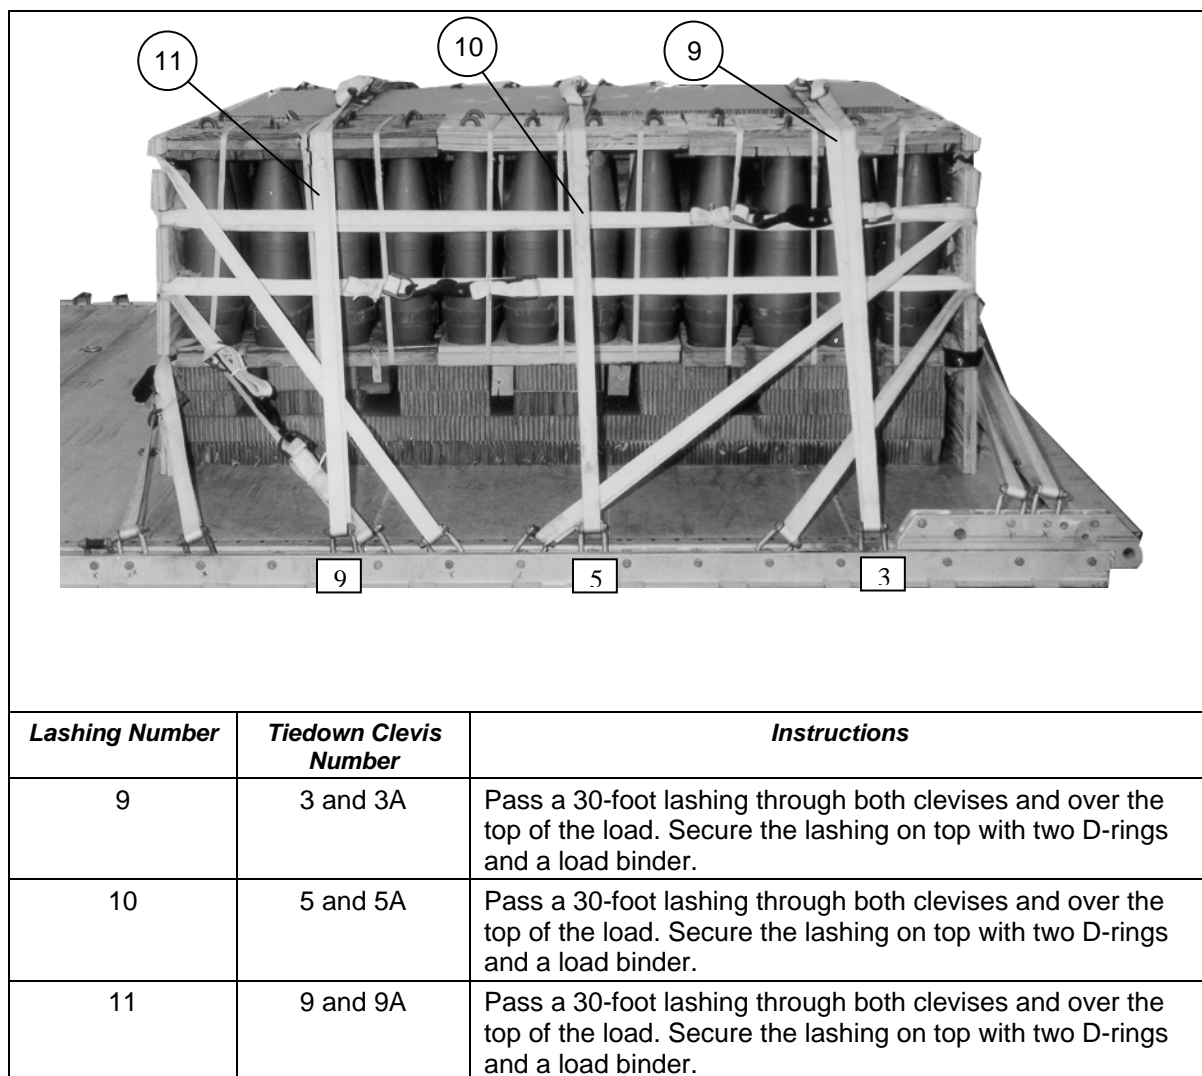 11
10
9
9
5
3
Lashing Number
Tiedown Clevis
Number
Instructions
9
3 and 3A
Pass a 30-foot lashing through both clevises and over the
top of the load. Secure the lashing on top with two D-rings
and a load binder.
10
5 and 5A
Pass a 30-foot lashing through both clevises and over the
top of the load. Secure the lashing on top with two D-rings
and a load binder.
11
9 and 9A
Pass a 30-foot lashing through both clevises and over the
top of the load. Secure the lashing on top with two D-rings
and a load binder.